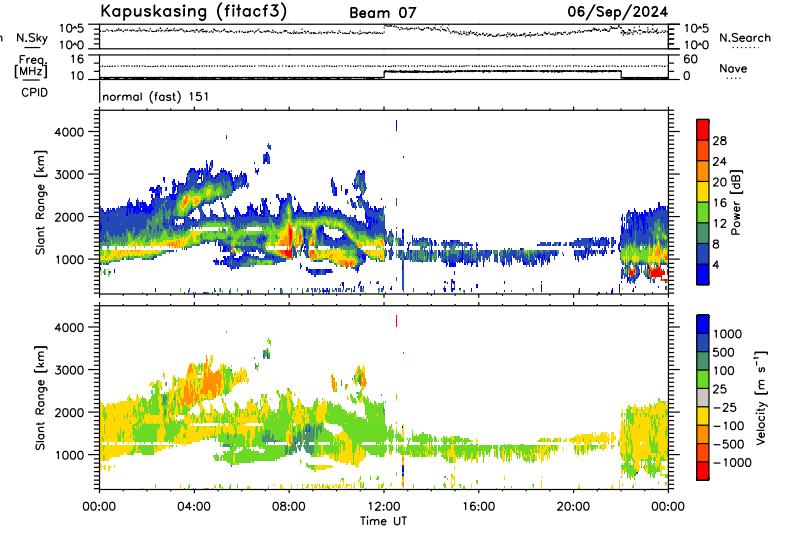 Kapuskasing (fitacf3) Beam 07 06/Sep/2024
N.Sky 10^5 10^0 10^5 10^0 N.Search
Freq. [MHz] 16 10 60 0 Nave
CPID normal (fast) 151
Slant Range [km] 4000 3000 2000 1000
Power [dB] 28 24 20 16 12 8 4
Slant Range [km] 4000 3000 2000 1000
Velocity [m s⁻¹] 1000 500 100 25 −25 −100 −500 −1000
00:00 04:00 08:00 12:00 16:00 20:00 00:00
Time UT